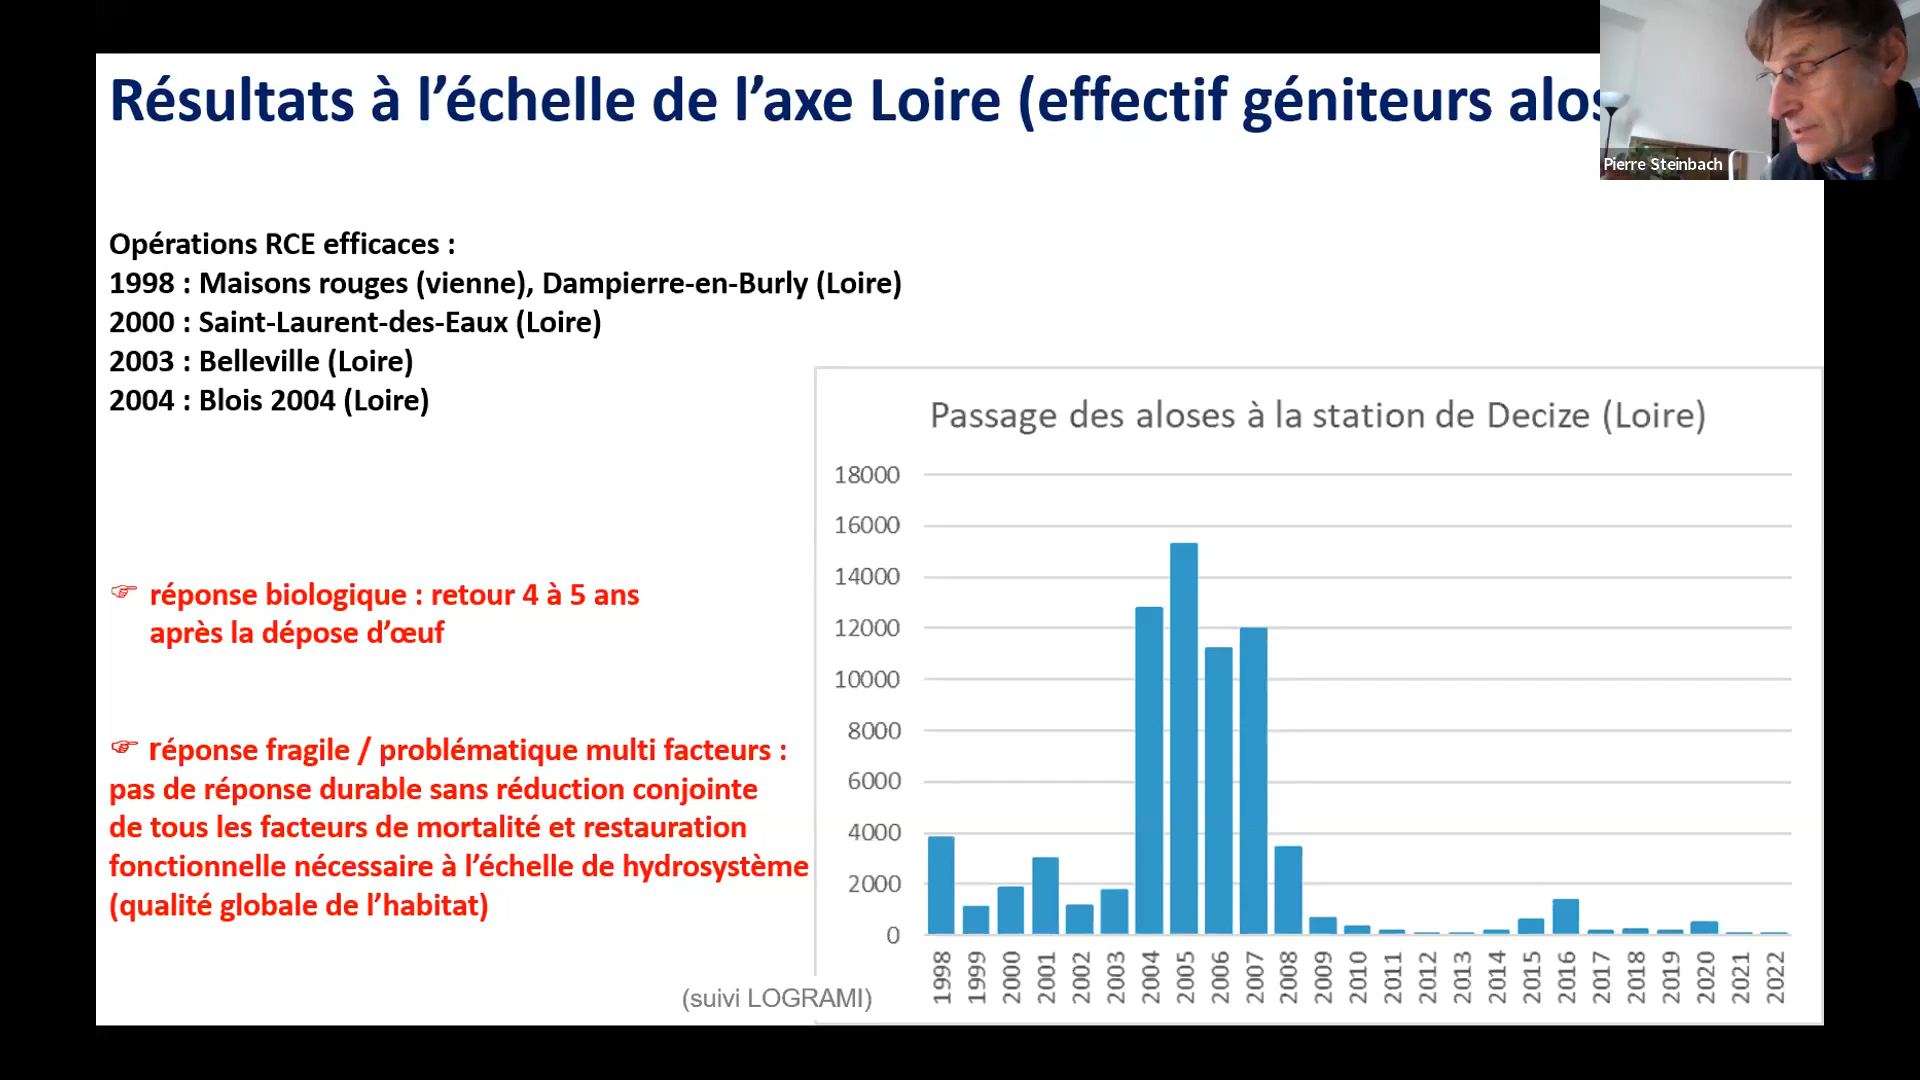 Résultats à l’échelle de l’axe Loire (effectif géniteurs alos
Pierre Steinbach
Opérations RCE efficaces :
1998 : Maisons rouges (vienne), Dampierre-en-Burly (Loire)
2000 : Saint-Laurent-des-Eaux (Loire)
2003 : Belleville (Loire)
2004 : Blois 2004 (Loire)
☞ réponse biologique : retour 4 à 5 ans
après la dépose d’œuf
☞ réponse fragile / problématique multi facteurs :
pas de réponse durable sans réduction conjointe
de tous les facteurs de mortalité et restauration
fonctionnelle nécessaire à l’échelle de hydrosystème
(qualité globale de l’habitat)
(suivi LOGRAMI)
Passage des aloses à la station de Decize (Loire)
18000
16000
14000
12000
10000
8000
6000
4000
2000
0
1998 1999 2000 2001 2002 2003 2004 2005 2006 2007 2008 2009 2010 2011 2012 2013 2014 2015 2016 2017 2018 2019 2020 2021 2022